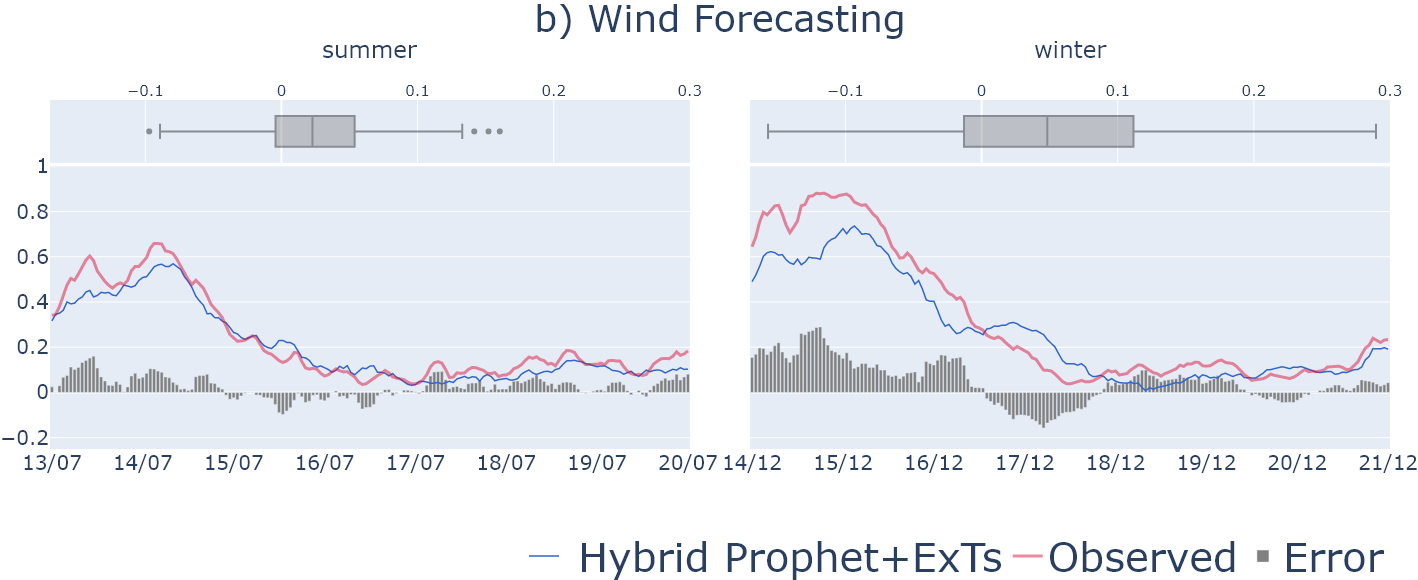 b) Wind Forecasting
summer winter
−0.1 0 0.1 0.2 0.3 −0.1 0 0.1 0.2 0.3
1
0.8
0.6
0.4
0.2
0
−0.2
13/07 14/07 15/07 16/07 17/07 18/07 19/07 20/07 14/12 15/12 16/12 17/12 18/12 19/12 20/12 21/12
Hybrid Prophet+ExTs Observed Error